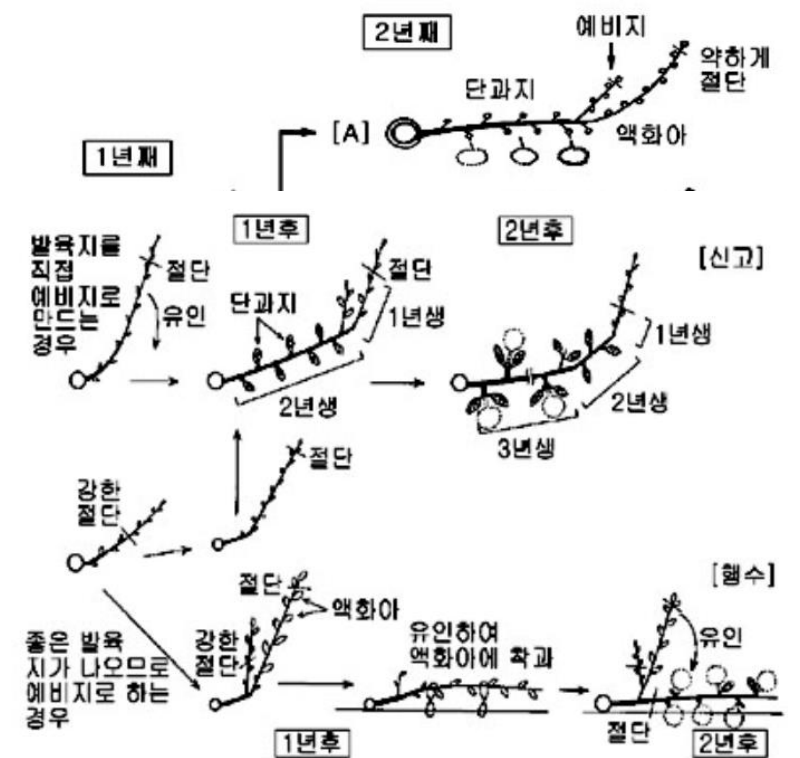 2년째
예비지
약하게
절단
단과지
[A]
액화아
1년째
1년후
2년후
[신고]
발육지를
직접
예비지로
만드는
경우
절단
유인
단과지
절단
1년생
2년생
1년생
2년생
3년생
강한
절단
절단
[행수]
절단
액화아
강한
절단
유인하여
액화아에 착과
유인
좋은 발육
지가 나오므로
예비지로 하는
경우
절단
1년후
2년후